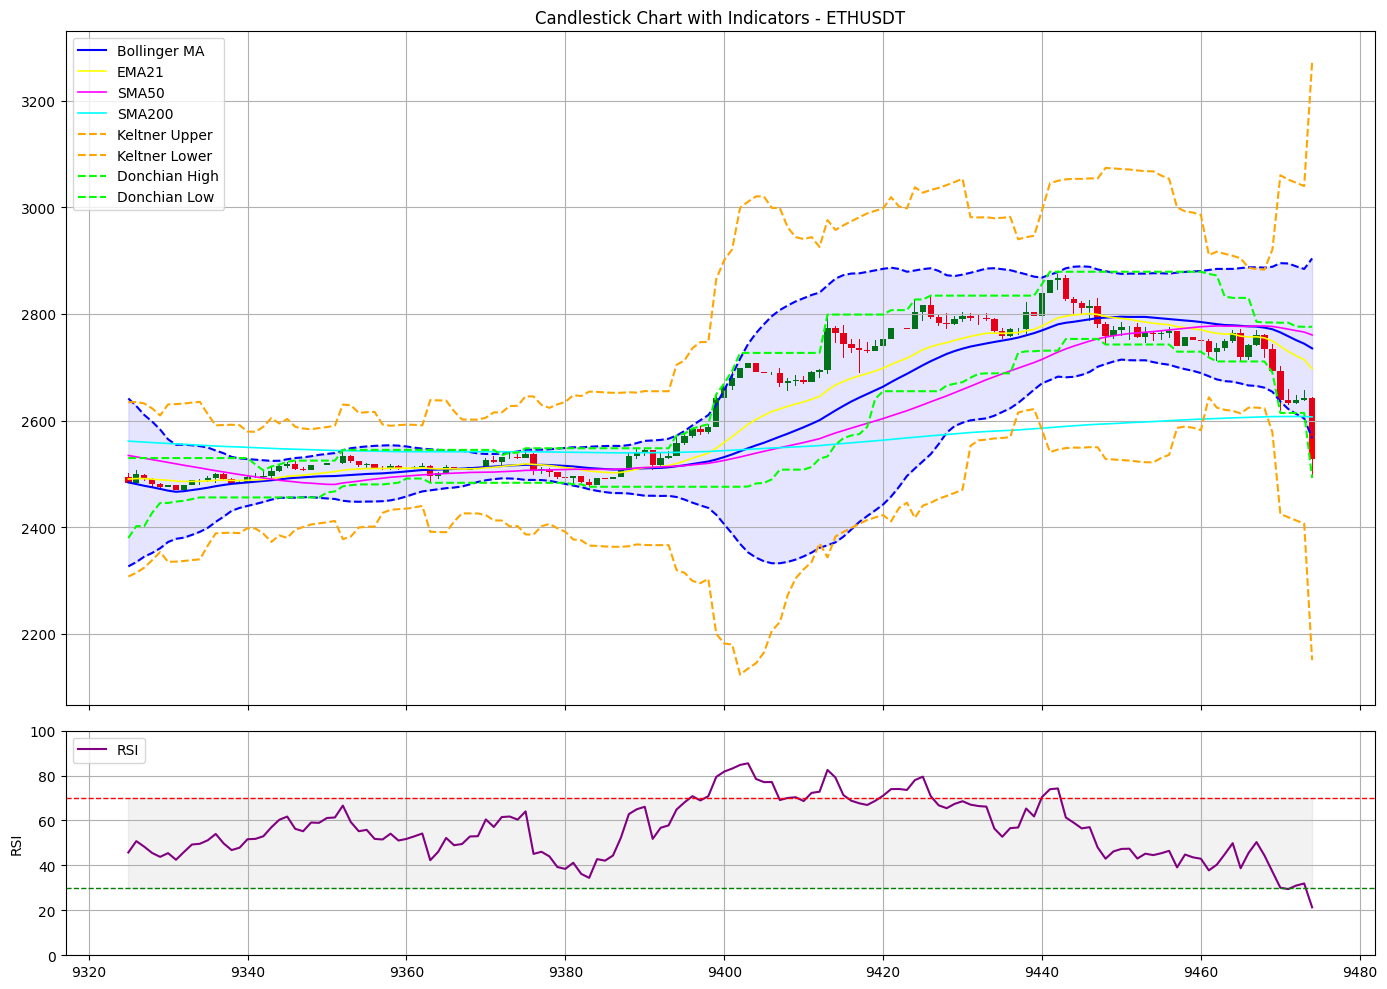 Candlestick Chart with Indicators - ETHUSDT
Bollinger MA
EMA21
SMA50
SMA200
Keltner Upper
Keltner Lower
Donchian High
Donchian Low
3200
3000
2800
2600
2400
2200
RSI
100
80
60
40
20
0
RSI
9320 9340 9360 9380 9400 9420 9440 9460 9480